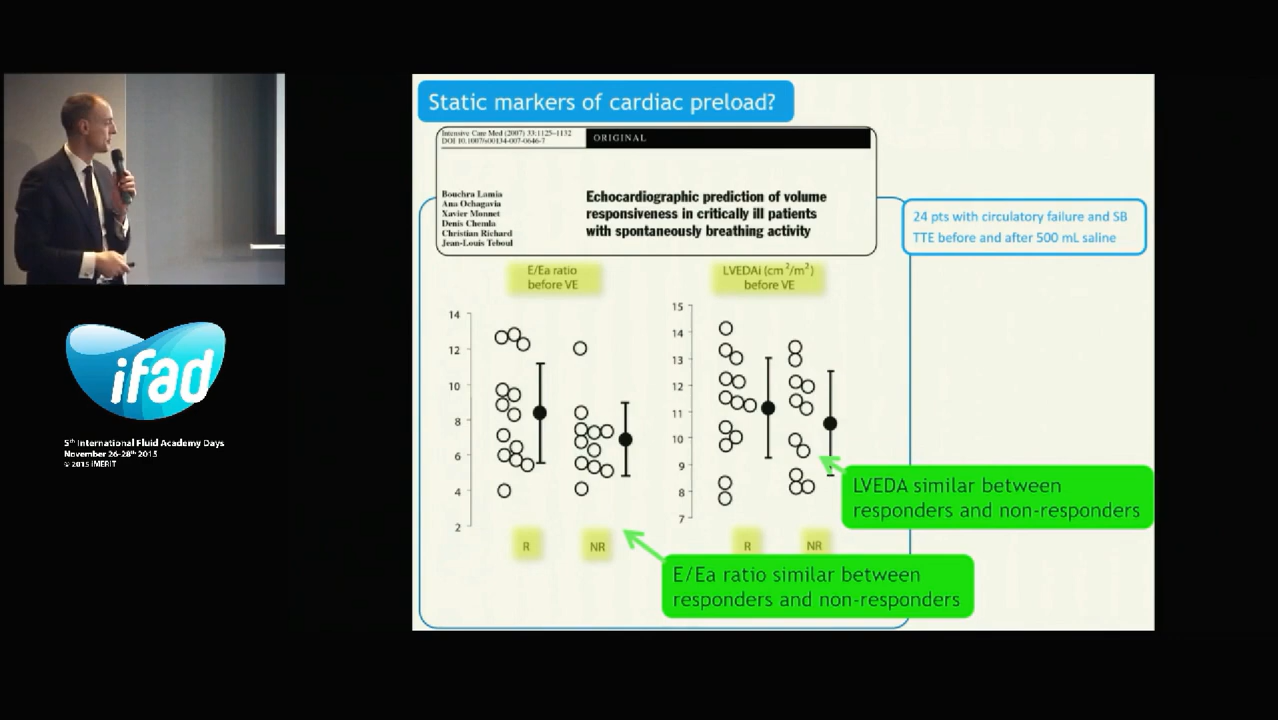 Static markers of cardiac preload?
Intensive Care Med (2007) 33:1125–1132
DOI 10.1007/s00134-007-0646-7
ORIGINAL
Bouchra Lamia
Ana Ochagavia
Xavier Monnet
Denis Chemla
Christian Richard
Jean-Louis Teboul
Echocardiographic prediction of volume
responsiveness in critically ill patients
with spontaneously breathing activity
24 pts with circulatory failure and SB
TTE before and after 500 mL saline
E/Ea ratio
before VE
14
12
10
8
6
4
2
R
NR
LVEDAi (cm²/m³)
before VE
15
14
13
12
11
10
9
8
7
R
NR
LVEDA similar between
responders and non-responders
E/Ea ratio similar between
responders and non-responders
ifad
5th International Fluid Academy Days
November 26-28th 2015
© 2015 iMERIT